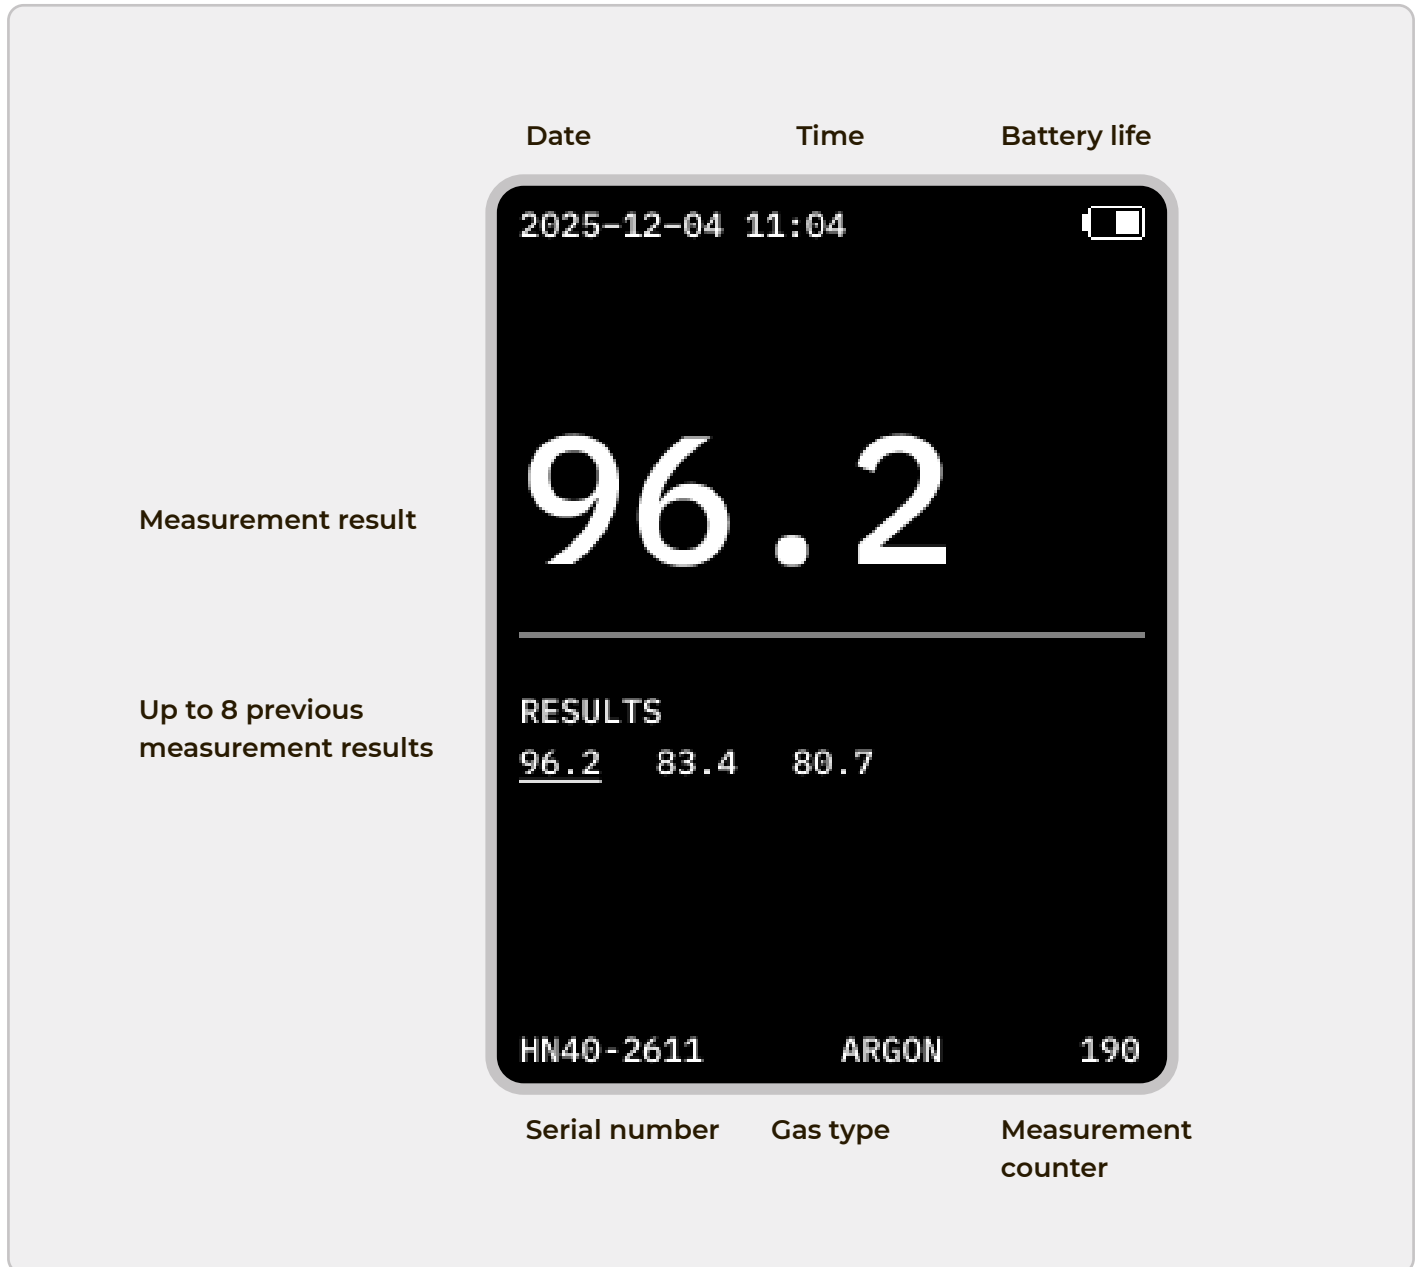 Date Time Battery life
2025-12-04 11:04
96.2
Measurement result
Up to 8 previous
measurement results
RESULTS
96.2 83.4 80.7
HN40-2611 ARGON 190
Serial number Gas type Measurement
counter